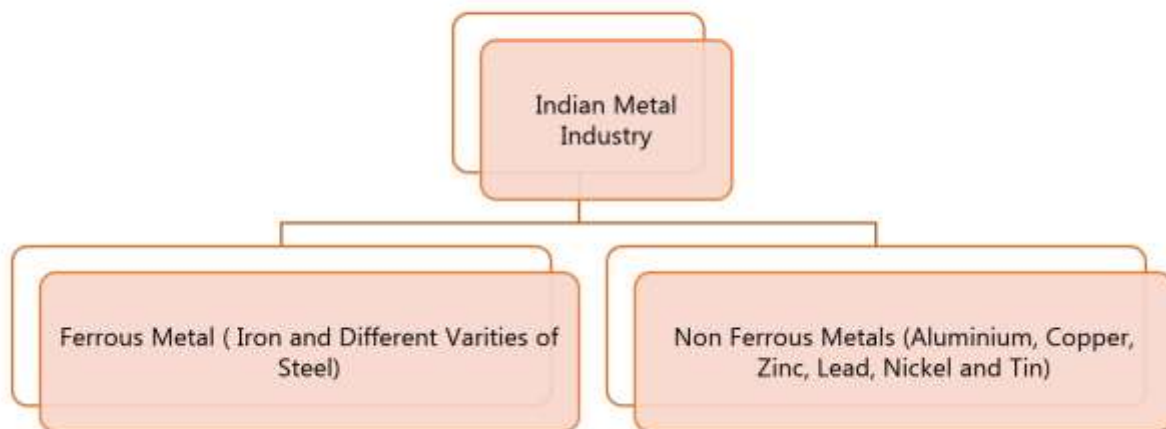 Indian Metal
Industry
Ferrous Metal ( Iron and Different Varities of
Steel)
Non Ferrous Metals (Aluminium, Copper,
Zinc, Lead, Nickel and Tin)